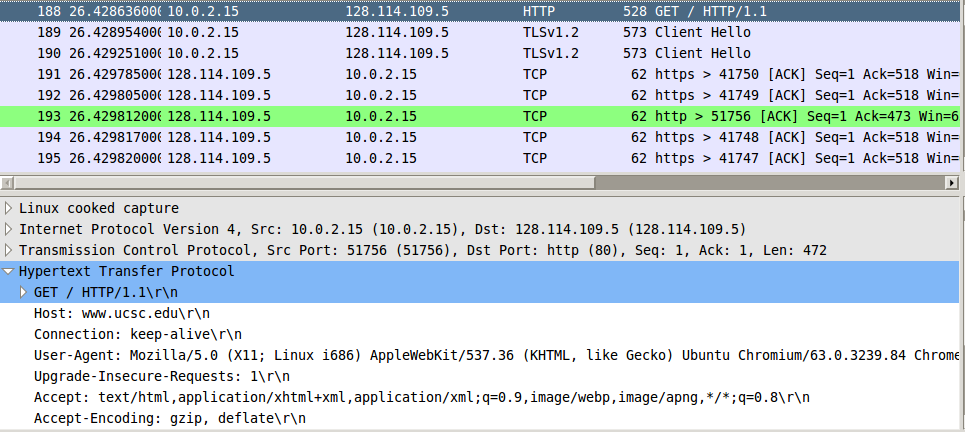 188 26.428636000 10.0.2.15 128.114.109.5 HTTP 528 GET / HTTP/1.1
189 26.428954000 10.0.2.15 128.114.109.5 TLSv1.2 573 Client Hello
190 26.429251000 10.0.2.15 128.114.109.5 TLSv1.2 573 Client Hello
191 26.429785000 128.114.109.5 10.0.2.15 TCP 62 https > 41750 [ACK] Seq=1 Ack=518 Win=
192 26.429805000 128.114.109.5 10.0.2.15 TCP 62 https > 41749 [ACK] Seq=1 Ack=518 Win=
193 26.429812000 128.114.109.5 10.0.2.15 TCP 62 http > 51756 [ACK] Seq=1 Ack=473 Win=6
194 26.429817000 128.114.109.5 10.0.2.15 TCP 62 https > 41748 [ACK] Seq=1 Ack=518 Win=
195 26.429820000 128.114.109.5 10.0.2.15 TCP 62 https > 41747 [ACK] Seq=1 Ack=518 Win=
Linux cooked capture
Internet Protocol Version 4, Src: 10.0.2.15 (10.0.2.15), Dst: 128.114.109.5 (128.114.109.5)
Transmission Control Protocol, Src Port: 51756 (51756), Dst Port: http (80), Seq: 1, Ack: 1, Len: 472
Hypertext Transfer Protocol
GET / HTTP/1.1\r\n
Host: www.ucsc.edu\r\n
Connection: keep-alive\r\n
User-Agent: Mozilla/5.0 (X11; Linux i686) AppleWebKit/537.36 (KHTML, like Gecko) Ubuntu Chromium/63.0.3239.84 Chrome
Upgrade-Insecure-Requests: 1\r\n
Accept: text/html,application/xhtml+xml,application/xml;q=0.9,image/webp,image/apng,*/*;q=0.8\r\n
Accept-Encoding: gzip, deflate\r\n